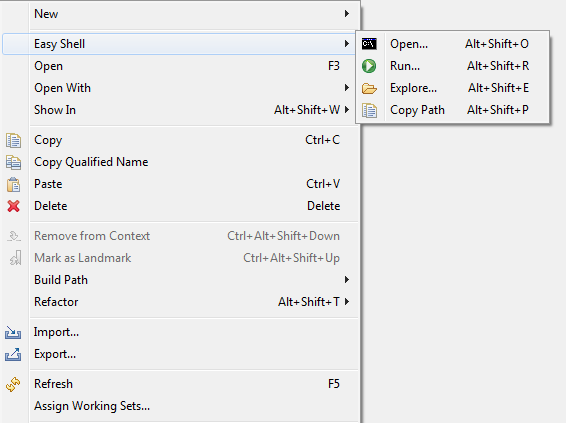 New
Easy Shell
Open F3
Open With
Show In Alt+Shift+W
Copy Ctrl+C
Copy Qualified Name
Paste Ctrl+V
Delete Delete
Remove from Context Ctrl+Alt+Shift+Down
Mark as Landmark Ctrl+Alt+Shift+Up
Build Path
Refactor Alt+Shift+T
Import...
Export...
Refresh F5
Assign Working Sets...
C:\ Open... Alt+Shift+O
Run... Alt+Shift+R
Explore... Alt+Shift+E
Copy Path Alt+Shift+P